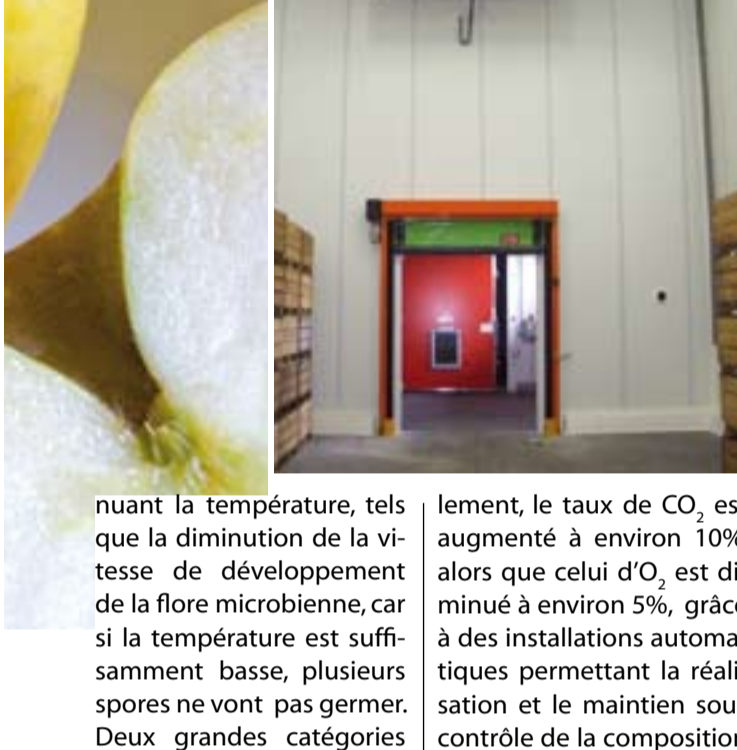 nuant la température, tels
que la diminution de la vi-
tesse de développement
de la flore microbienne, car
si la température est suffi-
samment basse, plusieurs
spores ne vont pas germer.
Deux grandes catégories
lement, le taux de CO₂ es
augmenté à environ 10%
alors que celui d'O₂ est di
minué à environ 5%, grâc
à des installations automa
tiques permettant la réali
sation et le maintien sou
contrôle de la composition